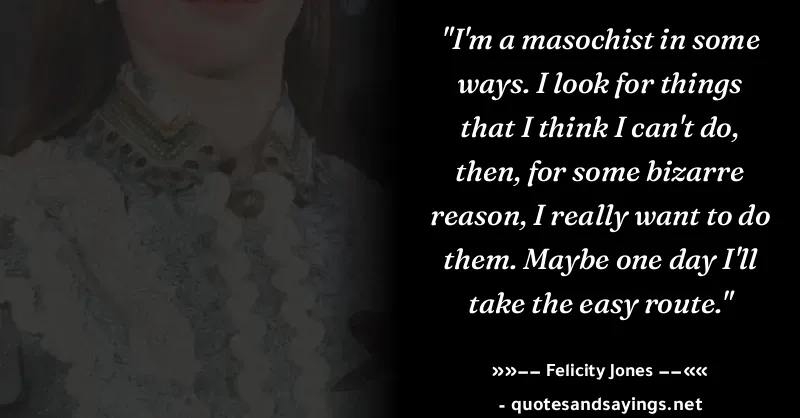 "I'm a masochist in some
ways. I look for things
that I think I can't do,
then, for some bizarre
reason, I really want to do
them. Maybe one day I'll
take the easy route."
»»−− Felicity Jones −−««
- quotesandsayings.net